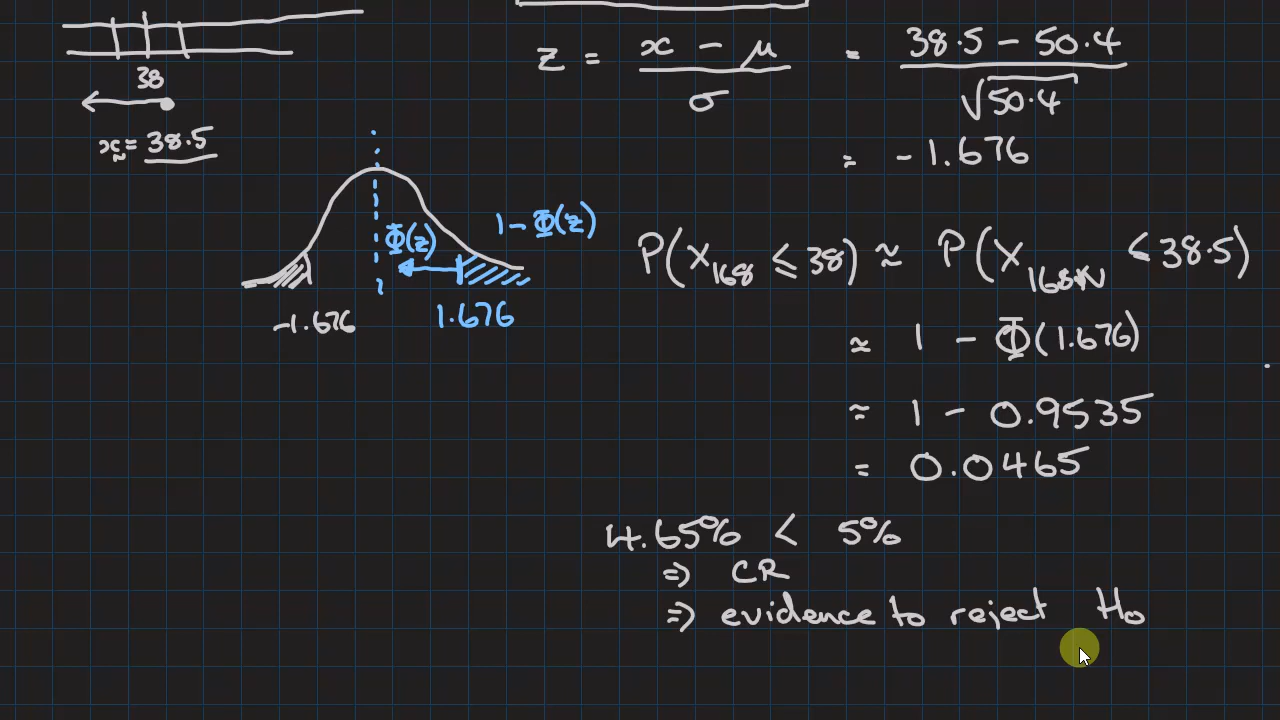 38
x = 38.5
z = x - μ / σ = 38.5 - 50.4 / √50.4
= -1.676
Φ(z)
1 - Φ(z)
-1.676
1.676
P(X₁₆₈ ≤ 38) ≈ P(X₁₆₈N ≤ 38.5)
≈ 1 - Φ(1.676)
≈ 1 - 0.9535
= 0.0465
4.65% < 5%
⇒ CR
⇒ evidence to reject H₀